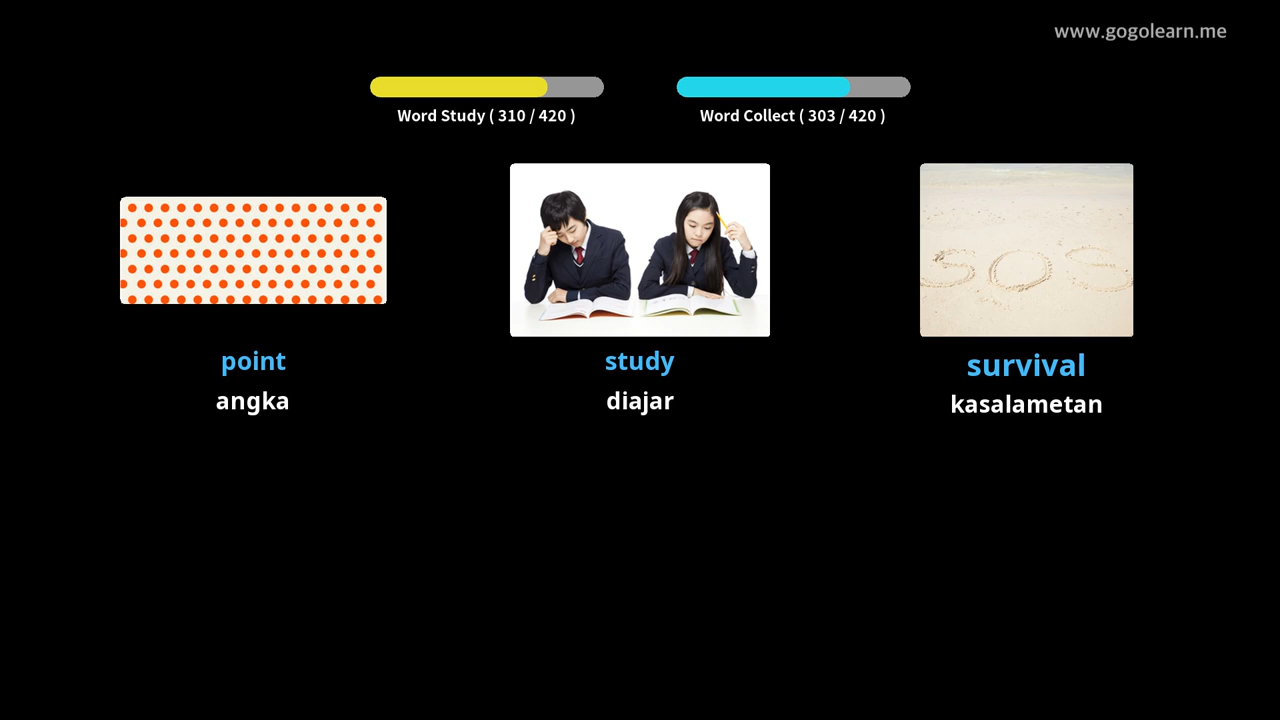 www.gogolearn.me
Word Study ( 310 / 420 )
Word Collect ( 303 / 420 )
SOS
point
study
survival
angka
diajar
kasalametan